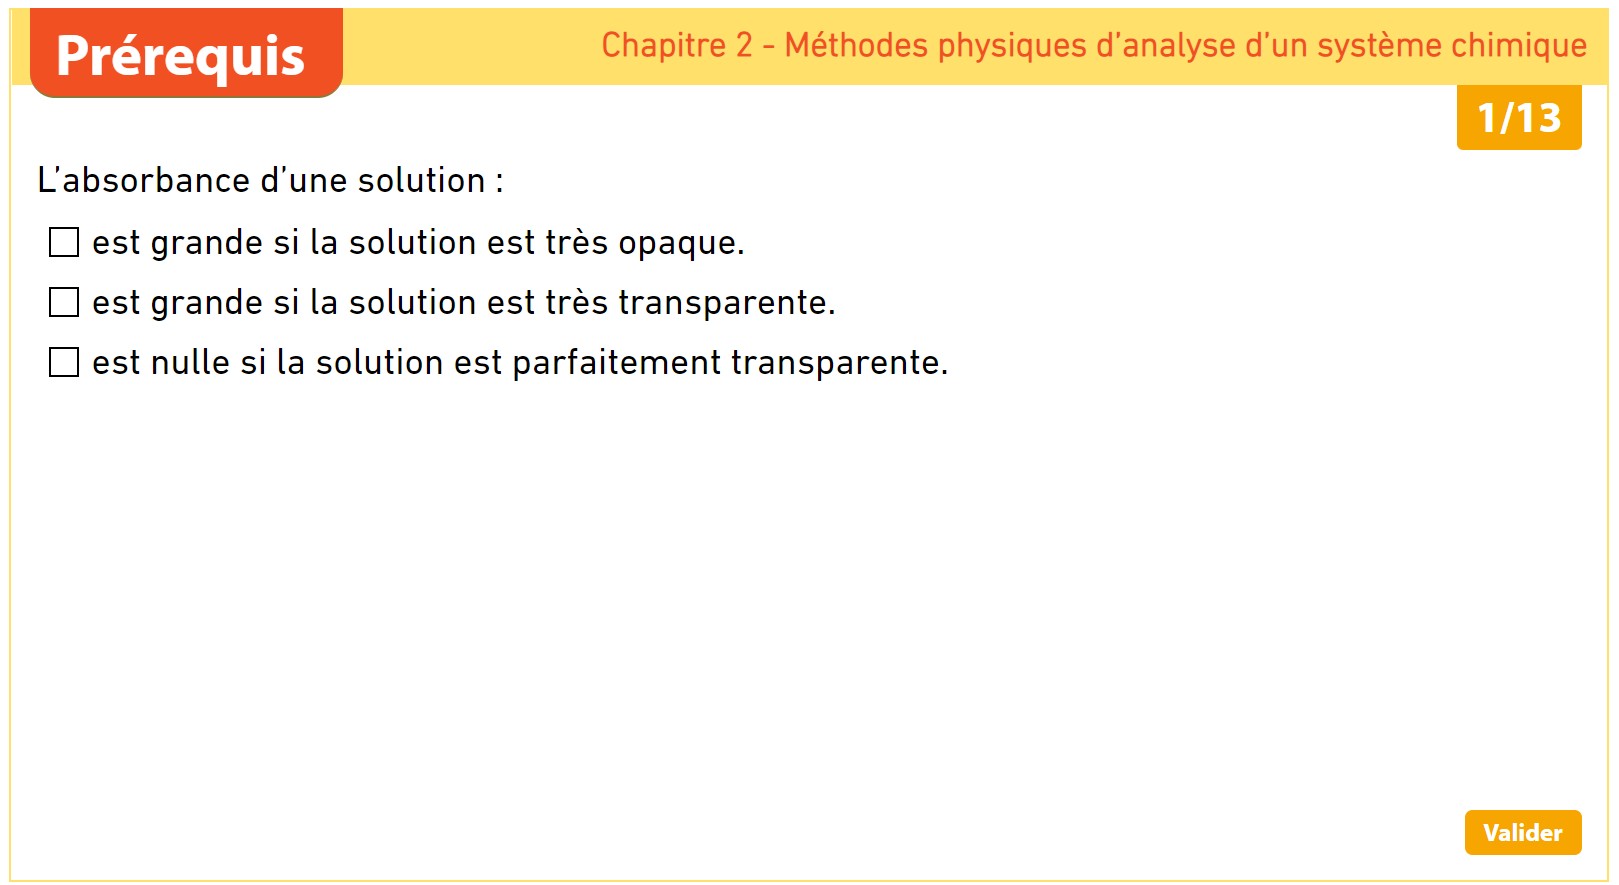 Prérequis
Chapitre 2 - Méthodes physiques d’analyse d’un système chimique
1/13
L’absorbance d’une solution :
est grande si la solution est très opaque.
est grande si la solution est très transparente.
est nulle si la solution est parfaitement transparente.
Valider